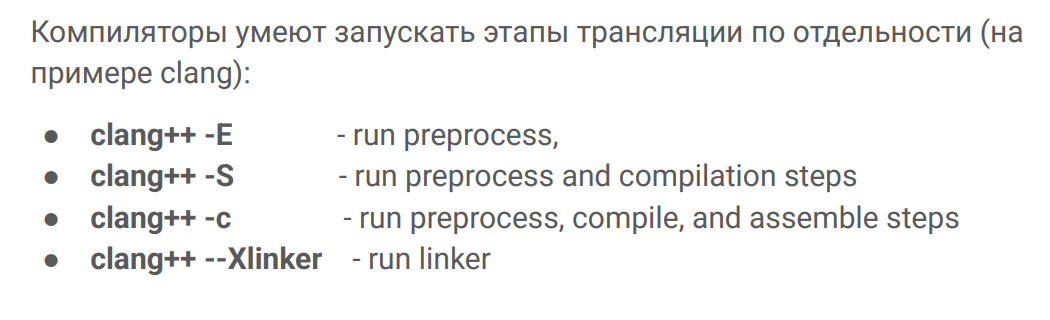 Компиляторы умеют запускать этапы трансляции по отдельности (на
примере clang):
● clang++ -E - run preprocess,
● clang++ -S - run preprocess and compilation steps
● clang++ -c - run preprocess, compile, and assemble steps
● clang++ --Xlinker - run linker